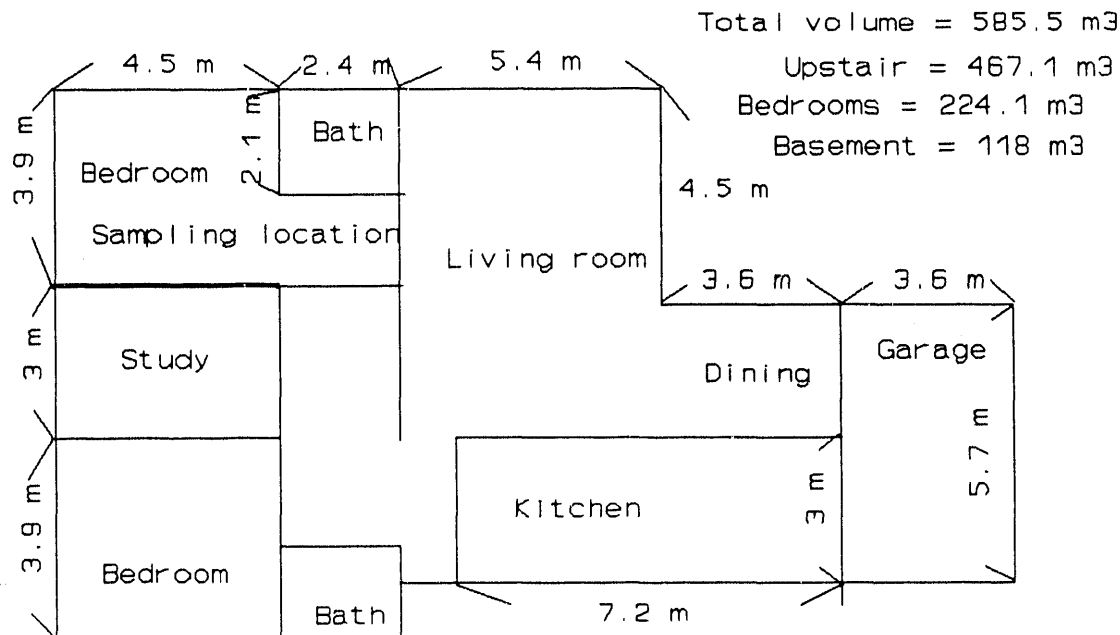 Total volume = 585.5 m3
4.5 m
2.4 m
5.4 m
Upstair = 467.1 m3
Bedrooms = 224.1 m3
Basement = 118 m3
3.9 m
2.1 m
Bath
Bedroom
4.5 m
Sampling location
Living room
3.6 m
3.6 m
3 m
Study
Dining
Garage
5.7 m
3.9 m
Kitchen
3 m
Bedroom
Bath
7.2 m